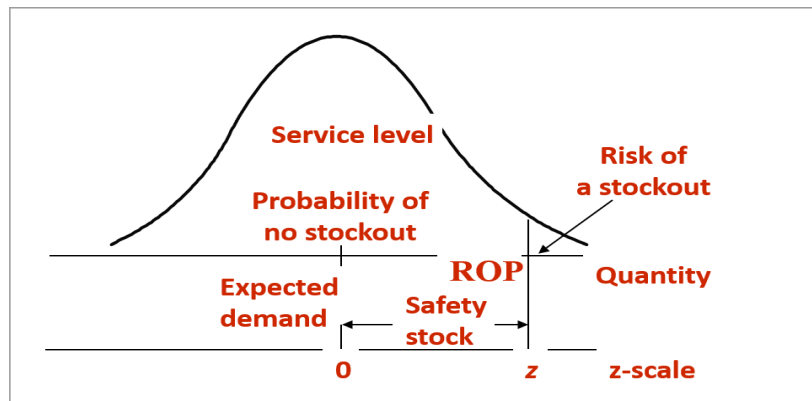 Service level
Risk of
a stockout
Probability of
no stockout
ROP
Quantity
Expected
demand
Safety
stock
0
z
z-scale